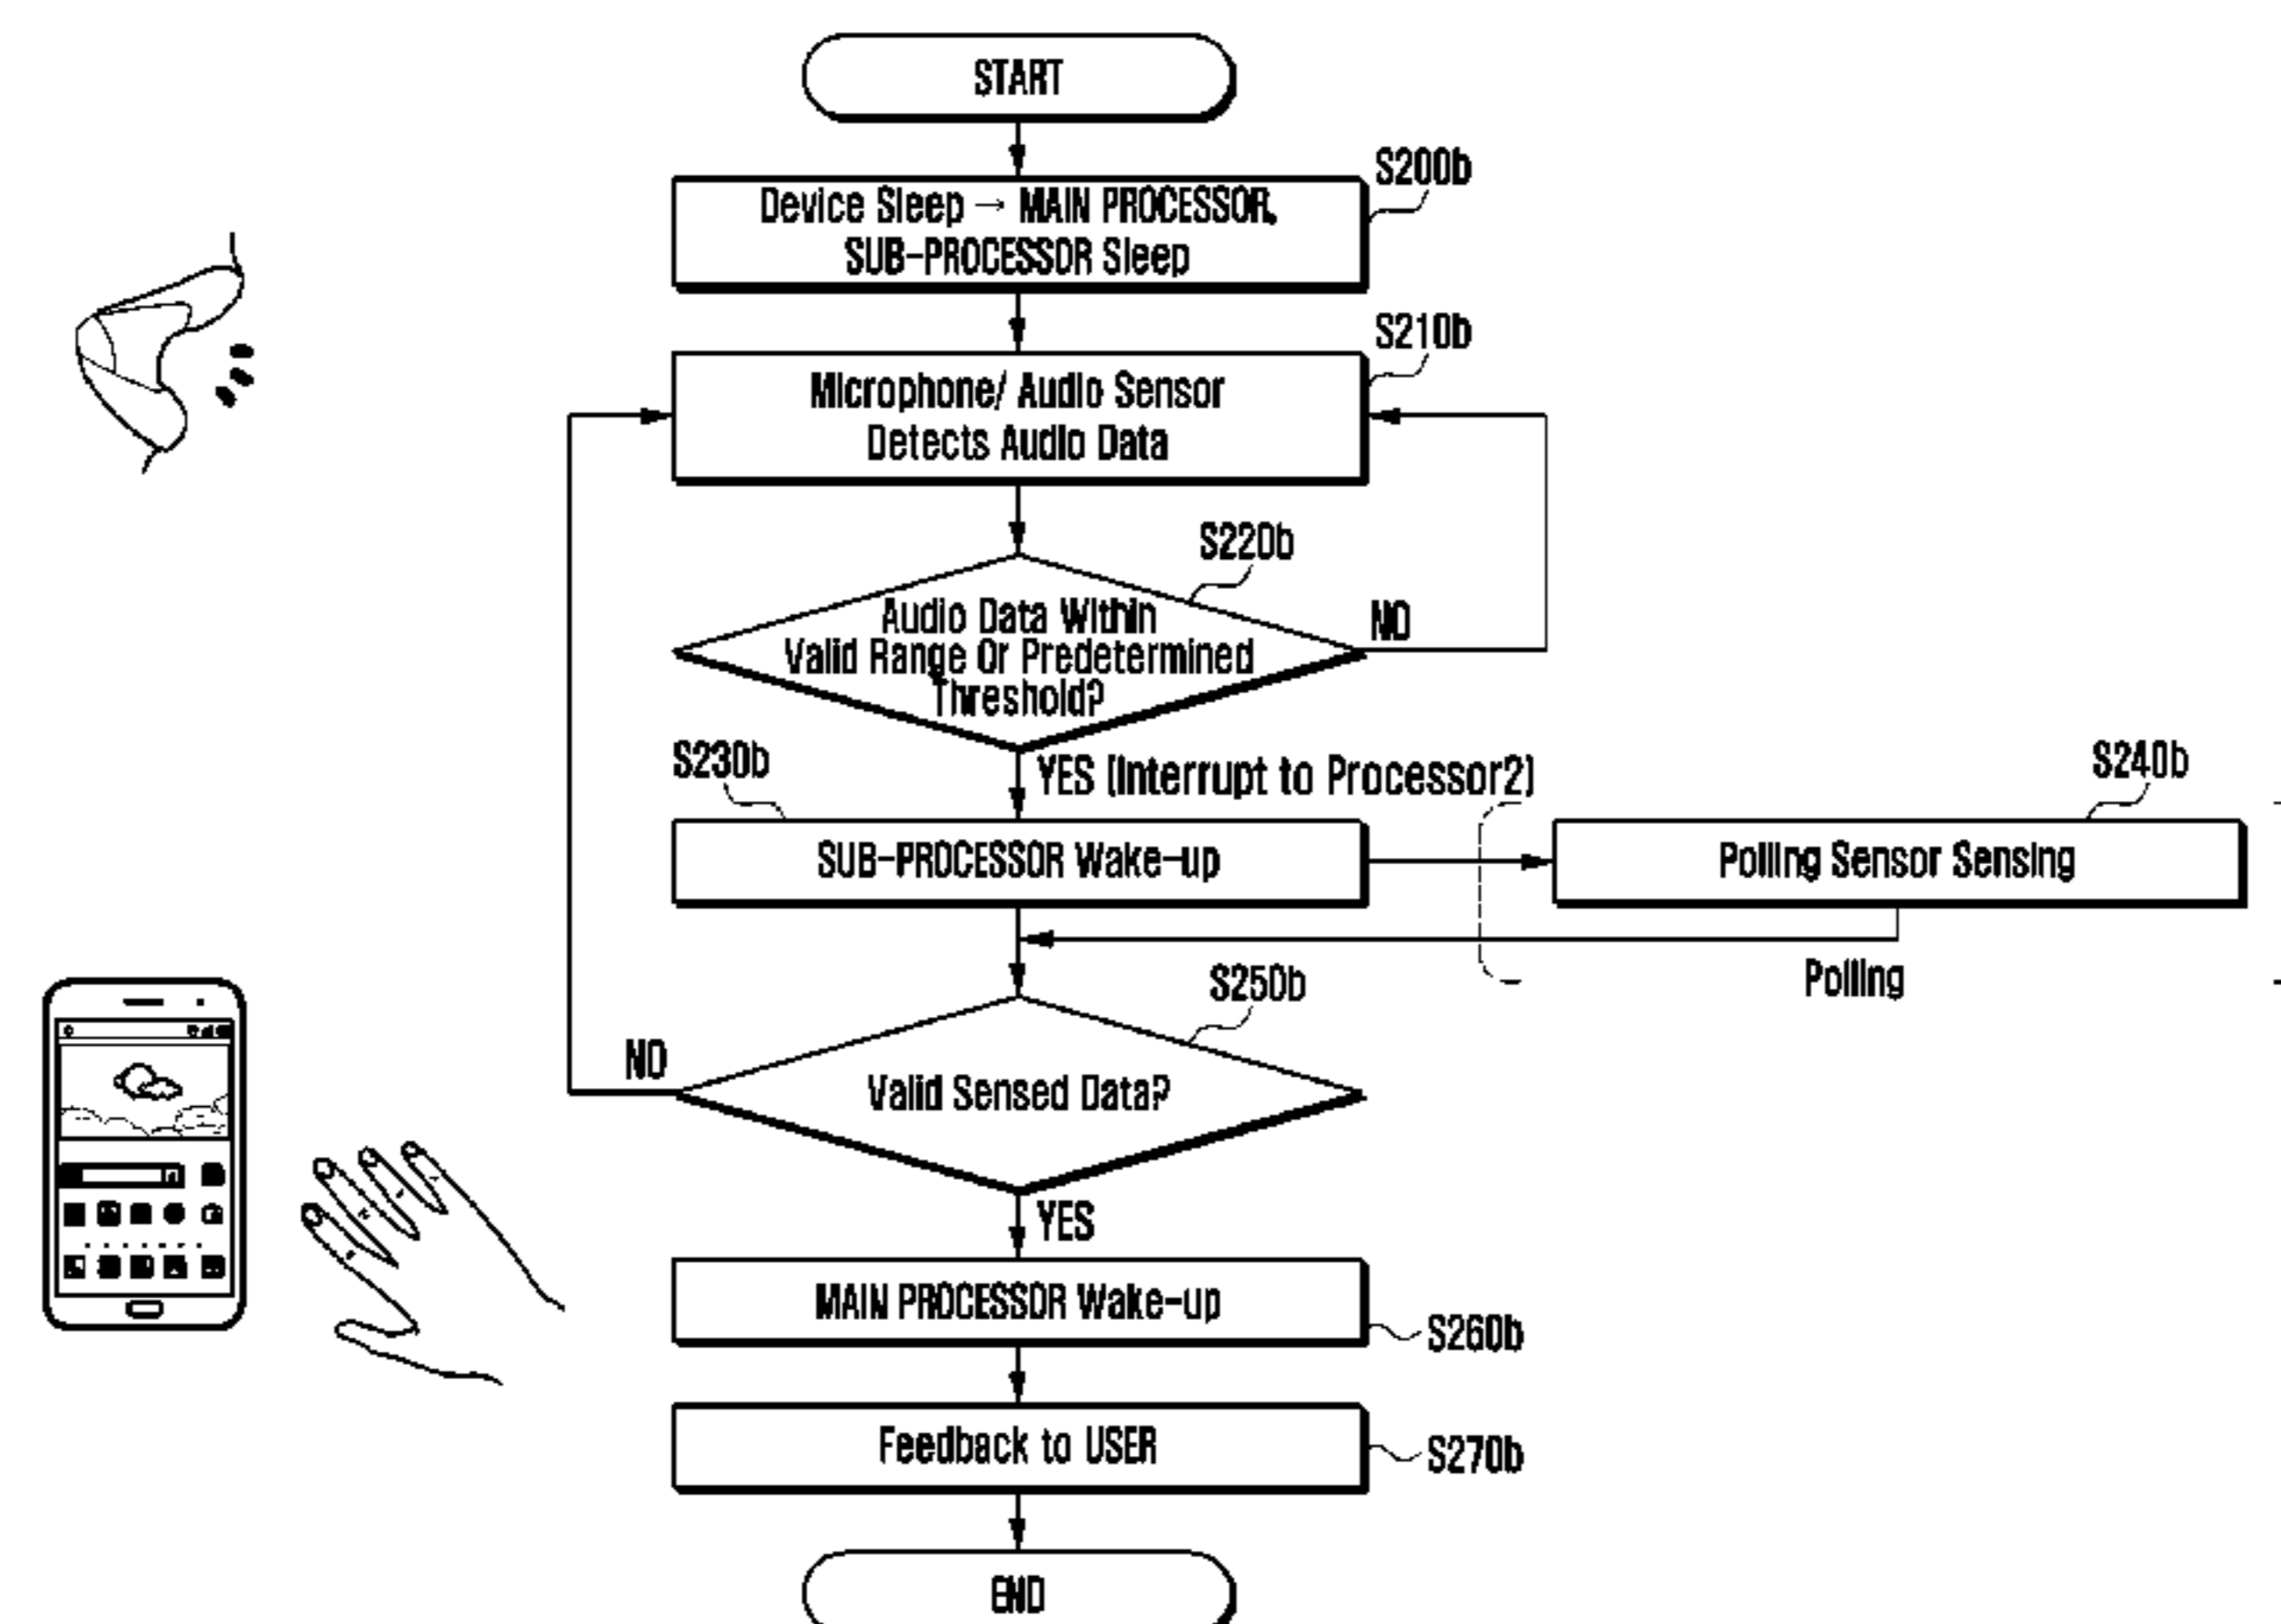 START
S200b
Device Sleep → MAIN PROCESSOR,
SUB-PROCESSOR Sleep
S210b
Microphone/ Audio Sensor
Detects Audio Data
S220b
Audio Data Within
Valid Range Or Predetermined
Threshold?
NO
YES (Interrupt to Processor2)
S230b
SUB-PROCESSOR Wake-up
S240b
Polling Sensor Sensing
Polling
S250b
Valid Sensed Data?
NO
YES
MAIN PROCESSOR Wake-up
S260b
Feedback to USER
S270b
END